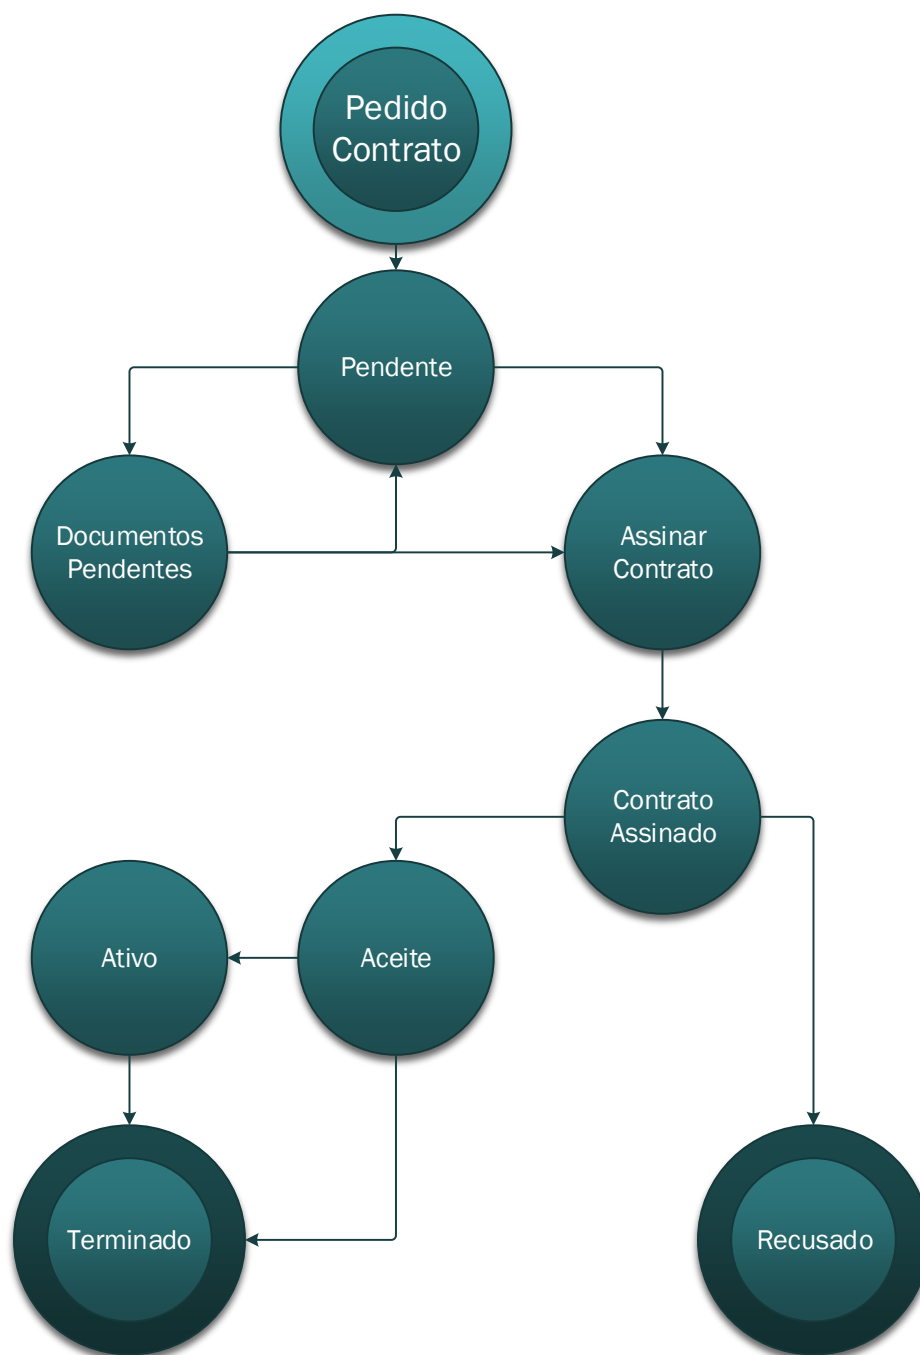 Pedido
Contrato
Pendente
Documentos
Pendentes
Assinar
Contrato
Contrato
Assinado
Ativo
Aceite
Terminado
Recusado